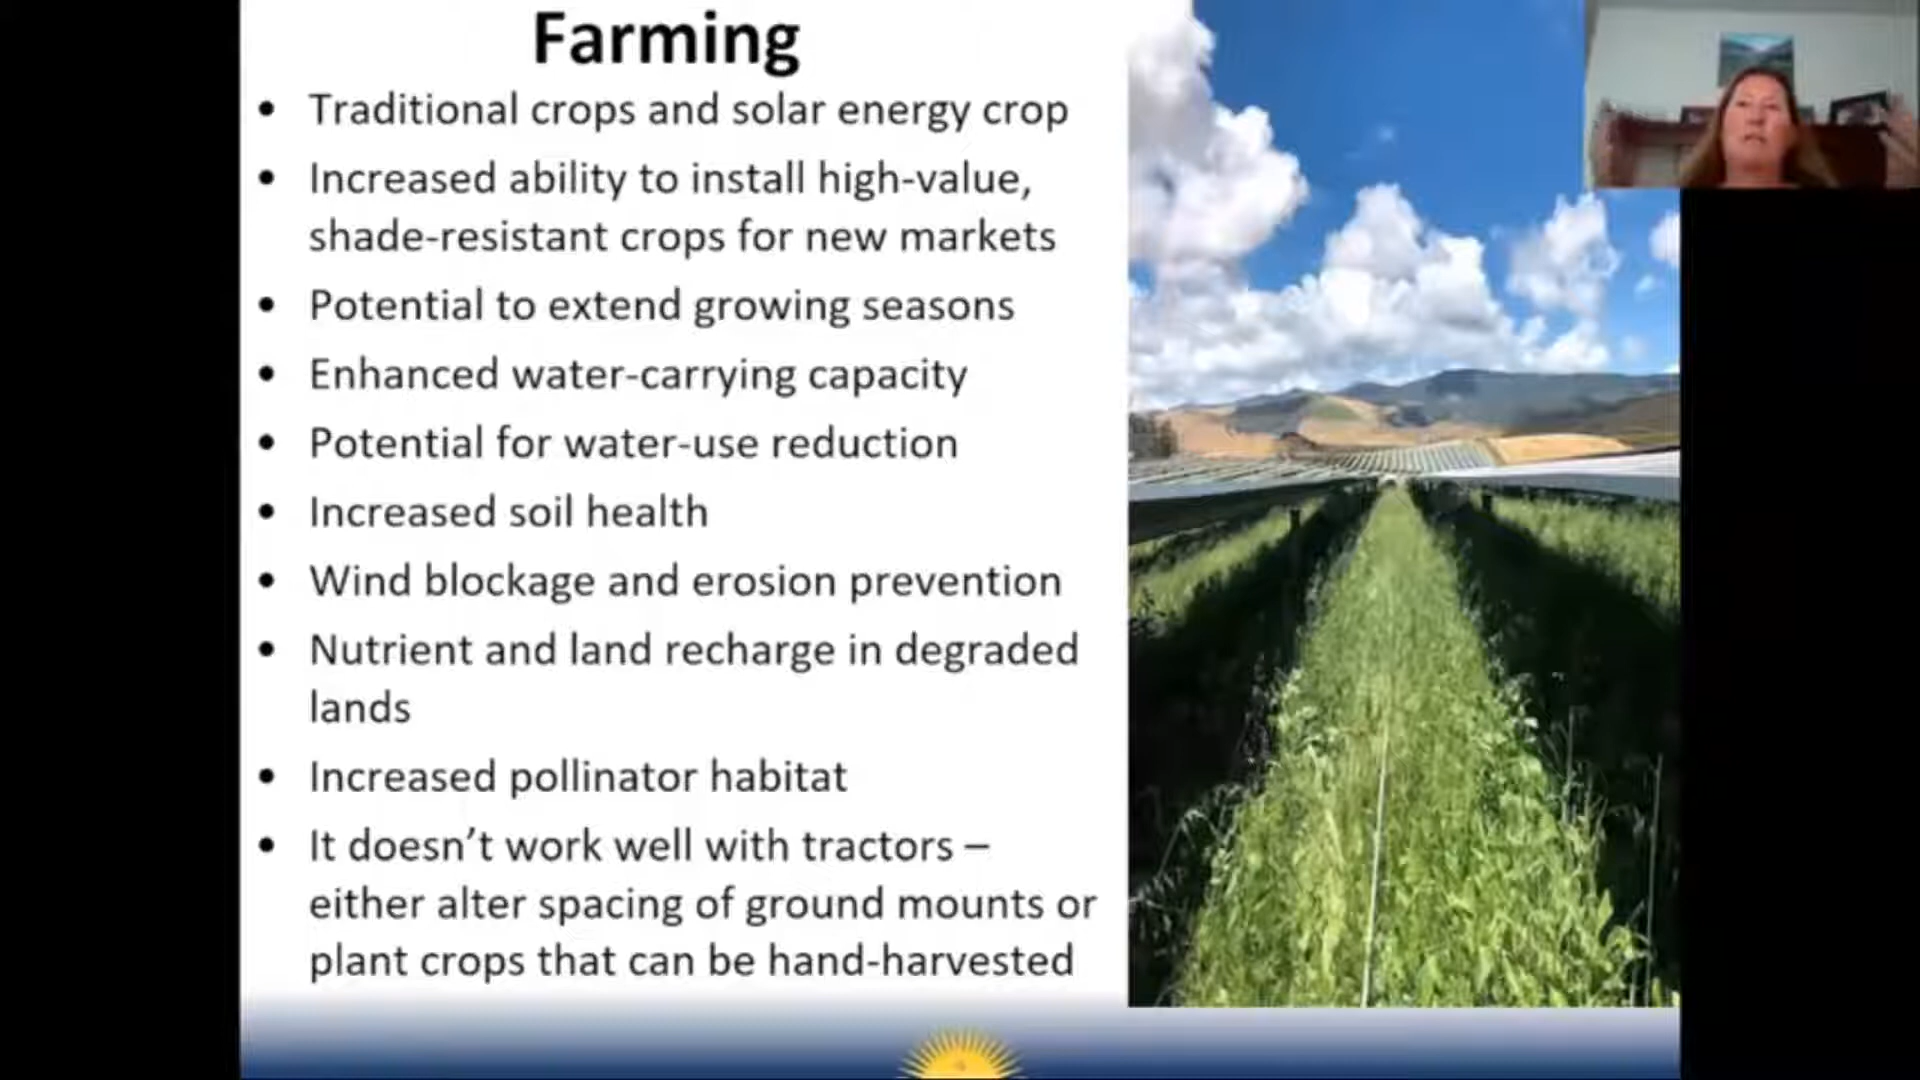 Farming
• Traditional crops and solar energy crop
• Increased ability to install high-value,
shade-resistant crops for new markets
• Potential to extend growing seasons
• Enhanced water-carrying capacity
• Potential for water-use reduction
• Increased soil health
• Wind blockage and erosion prevention
• Nutrient and land recharge in degraded
lands
• Increased pollinator habitat
• It doesn’t work well with tractors –
either alter spacing of ground mounts or
plant crops that can be hand-harvested